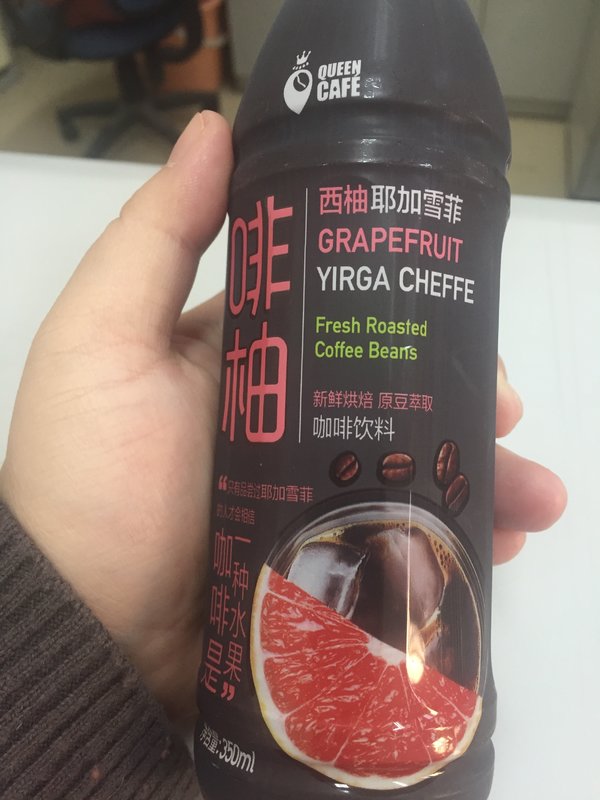 QUEEN
CAFÉ
啡柚
西柚耶加雪菲
GRAPEFRUIT
YIRGA CHEFFE
Fresh Roasted
Coffee Beans
新鲜烘焙 原豆萃取
咖啡饮料
“只有品尝过耶加雪菲
的人才会相信
咖啡是
一种水果”
净含量:350ml